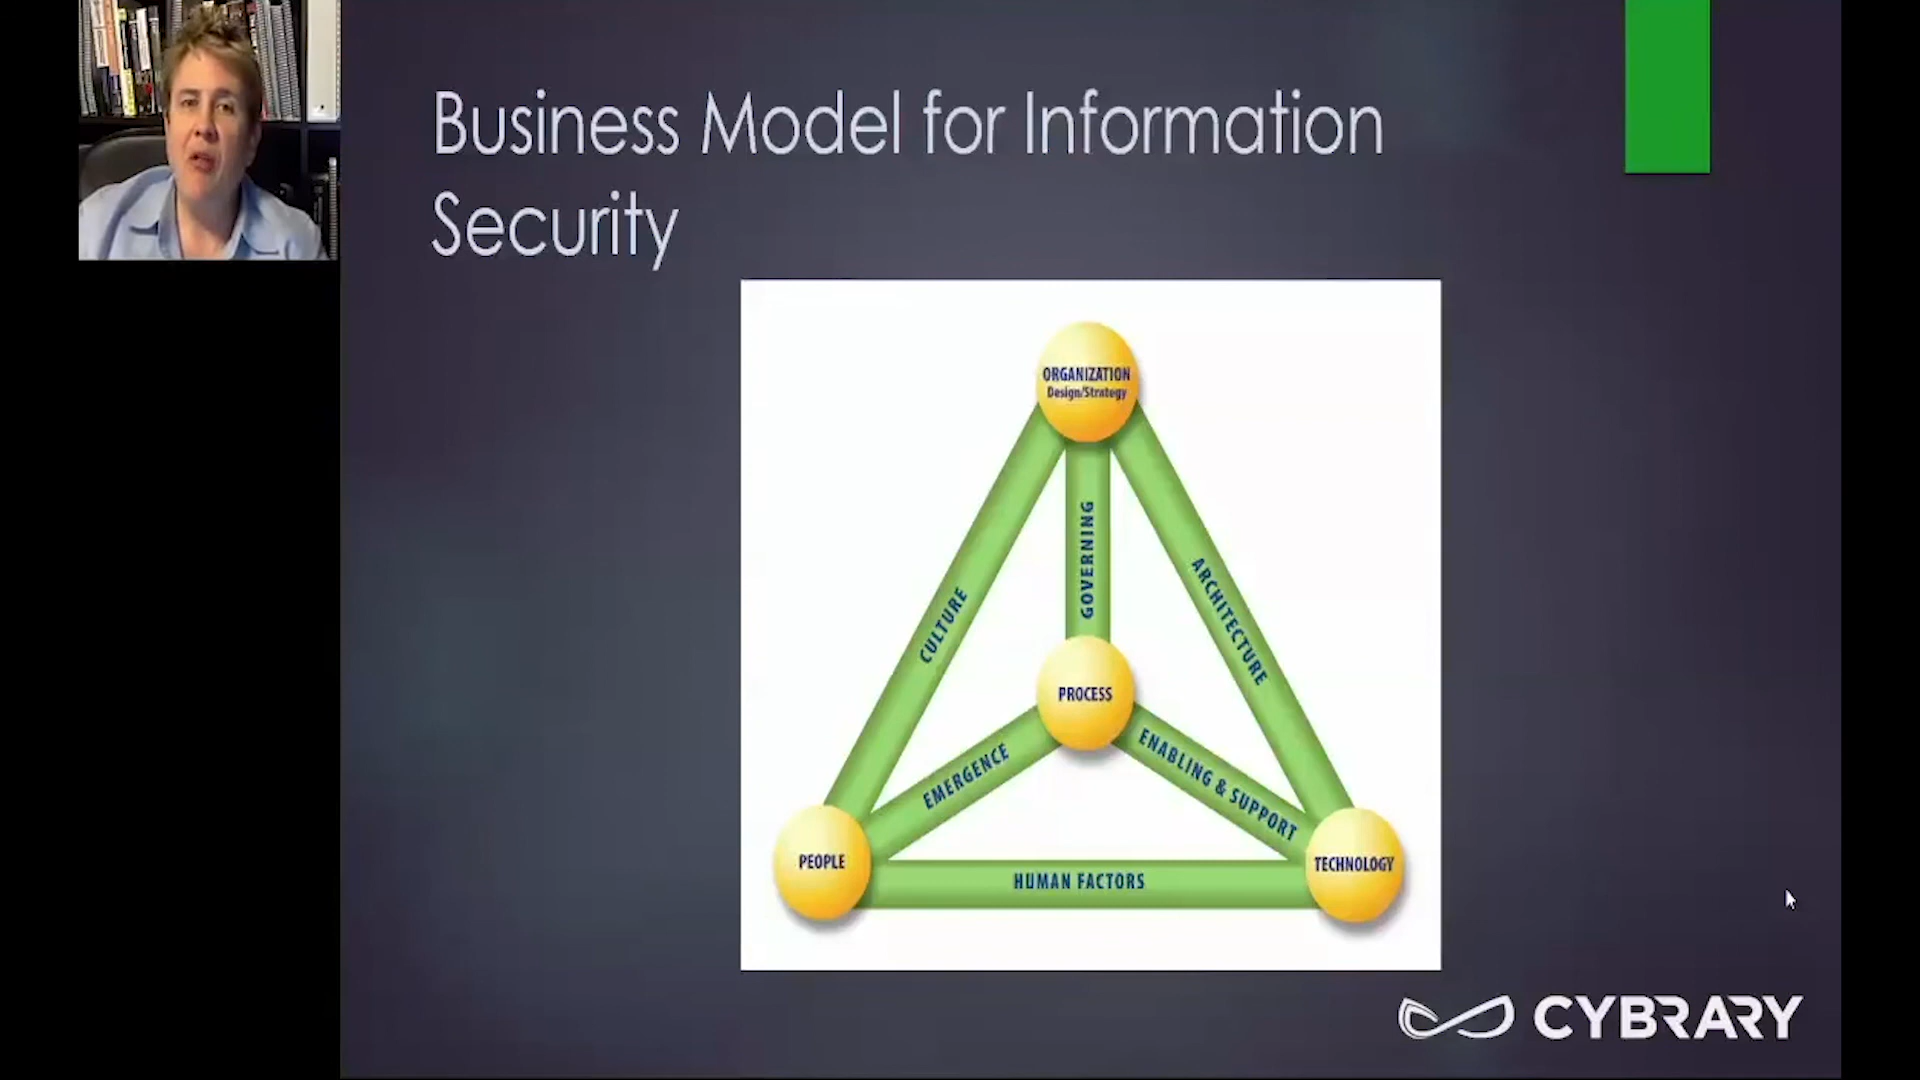 Business Model for Information
Security
ORGANIZATION
Design/Strategy
GOVERNING
CULTURE
ARCHITECTURE
PROCESS
EMERGENCE
ENABLING & SUPPORT
PEOPLE
HUMAN FACTORS
TECHNOLOGY
CYBRARY